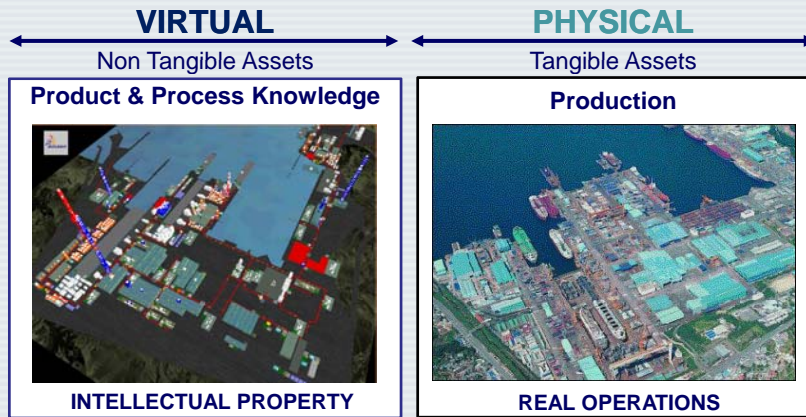 VIRTUAL
Non Tangible Assets
Product & Process Knowledge
INTELLECTUAL PROPERTY
PHYSICAL
Tangible Assets
Production
REAL OPERATIONS